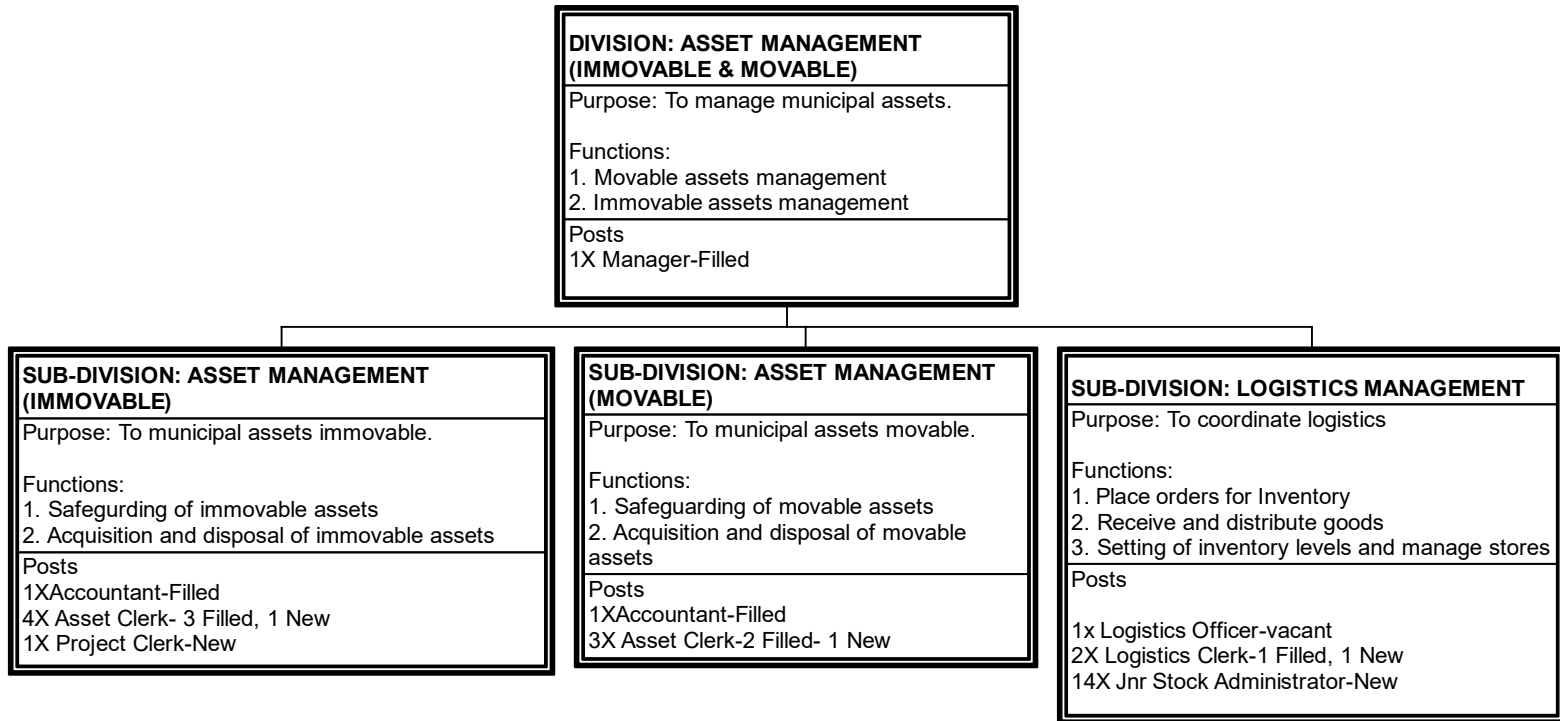 DIVISION: ASSET MANAGEMENT
(IMMOVABLE & MOVABLE)
Purpose: To manage municipal assets.
Functions:
1. Movable assets management
2. Immovable assets management
Posts
1X Manager-Filled
SUB-DIVISION: ASSET MANAGEMENT
(IMMOVABLE)
Purpose: To municipal assets immovable.
Functions:
1. Safegurding of immovable assets
2. Acquisition and disposal of immovable assets
Posts
1XAccountant-Filled
4X Asset Clerk- 3 Filled, 1 New
1X Project Clerk-New
SUB-DIVISION: ASSET MANAGEMENT
(MOVABLE)
Purpose: To municipal assets movable.
Functions:
1. Safeguarding of movable assets
2. Acquisition and disposal of movable
assets
Posts
1XAccountant-Filled
3X Asset Clerk-2 Filled- 1 New
SUB-DIVISION: LOGISTICS MANAGEMENT
Purpose: To coordinate logistics
Functions:
1. Place orders for Inventory
2. Receive and distribute goods
3. Setting of inventory levels and manage stores
Posts
1x Logistics Officer-vacant
2X Logistics Clerk-1 Filled, 1 New
14X Jnr Stock Administrator-New